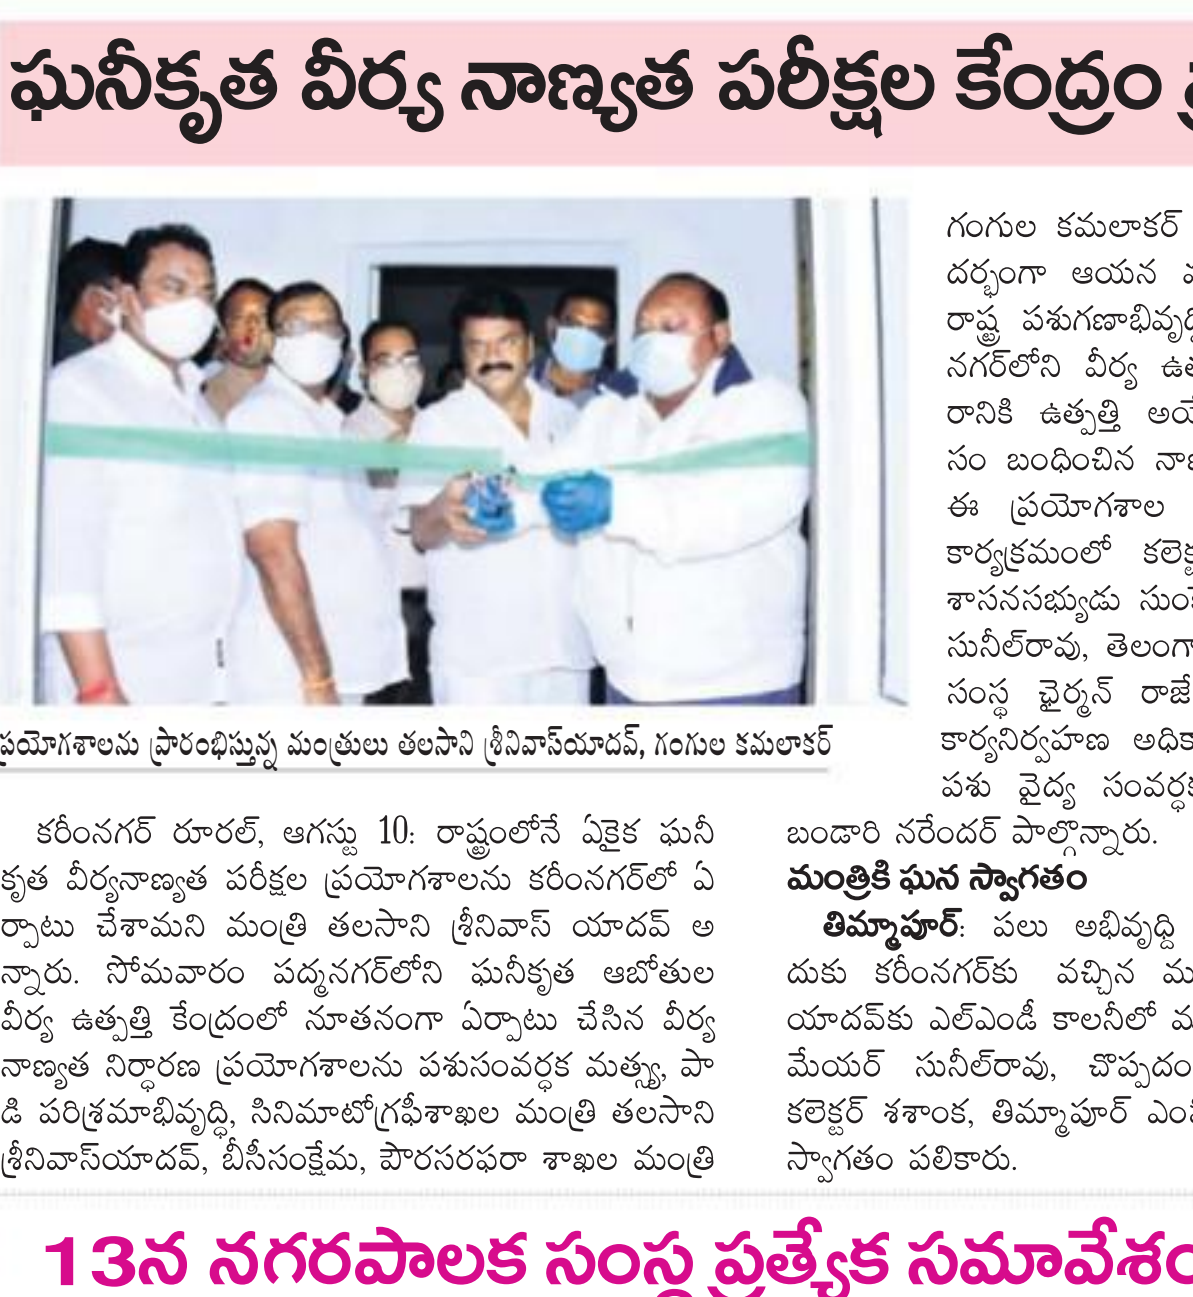 ఘనీకృత వీర్య నాణ్యత పరీక్షల కేంద్రం
ప్రయోగశాలను ప్రారంభిస్తున్న మంత్రులు తలసాని శ్రీనివాస్‌యాదవ్, గంగుల కమలాకర్
కరీంనగర్ రూరల్, ఆగస్టు 10: రాష్ట్రంలోనే ఏకైక ఘనీ
కృత వీర్యనాణ్యత పరీక్షల ప్రయోగశాలను కరీంనగర్‌లో ఏ
ర్పాటు చేశామని మంత్రి తలసాని శ్రీనివాస్ యాదవ్ అ
న్నారు. సోమవారం పద్మనగర్‌లోని ఘనీకృత ఆబోతుల
వీర్య ఉత్పత్తి కేంద్రంలో నూతనంగా ఏర్పాటు చేసిన వీర్య
నాణ్యత నిర్ధారణ ప్రయోగశాలను పశుసంవర్ధక మత్స్య, పా
డి పరిశ్రమాభివృద్ధి, సినిమాటోగ్రఫీశాఖల మంత్రి తలసాని
శ్రీనివాస్‌యాదవ్, బీసీసంక్షేమ, పౌరసరఫరా శాఖల మంత్రి
గంగుల కమలాకర్
దర్భంగా ఆయన
రాష్ట్ర పశుగణాభివృద్ధి
నగర్‌లోని వీర్య
రానికి ఉత్పత్తి
సం బంధించిన
ఈ ప్రయోగశాల
కార్యక్రమంలో
శాసనసభ్యుడు
సునీల్‌రావు,
సంస్థ ఛైర్మన్
కార్యనిర్వహణ
పశు వైద్య
బండారి నరేందర్ పాల్గొన్నారు.
మంత్రికి ఘన స్వాగతం
తిమ్మాపూర్: పలు అభివృద్ధి
దుకు కరీంనగర్‌కు వచ్చిన
యాదవ్‌కు ఎల్ఎండీ కాలనీలో
మేయర్ సునీల్‌రావు,
కలెక్టర్ శశాంక, తిమ్మాపూర్
స్వాగతం పలికారు.
13న నగరపాలక సంస్థ ప్రత్యేక సమావేశం